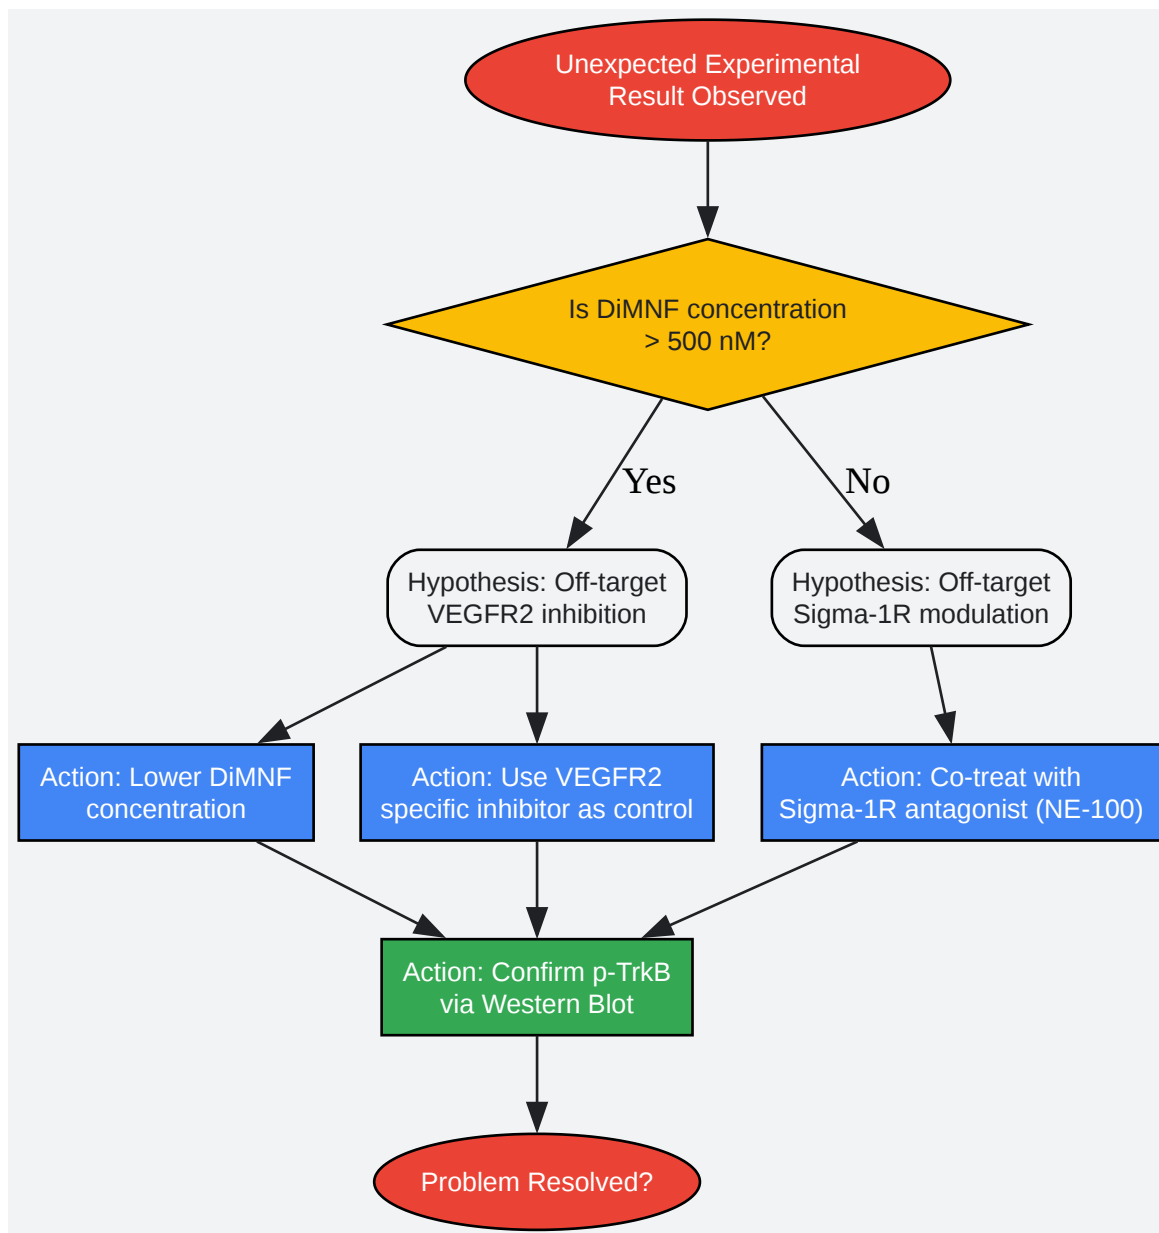 Unexpected Experimental
Result Observed
Is DiMNF concentration
> 500 nM?
Yes
No
Hypothesis: Off-target
VEGFR2 inhibition
Hypothesis: Off-target
Sigma-1R modulation
Action: Lower DiMNF
concentration
Action: Use VEGFR2
specific inhibitor as control
Action: Co-treat with
Sigma-1R antagonist (NE-100)
Action: Confirm p-TrkB
via Western Blot
Problem Resolved?